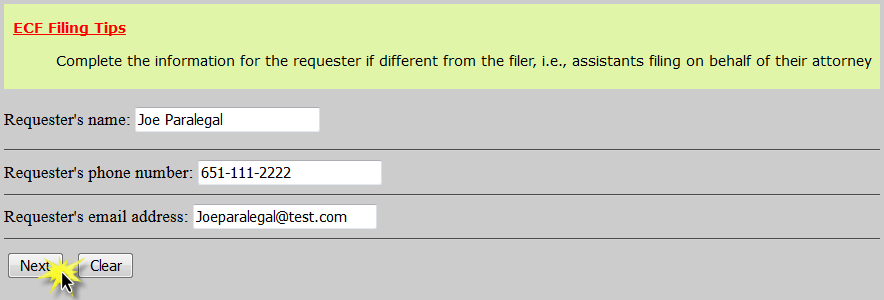 ECF Filing Tips
Complete the information for the requester if different from the filer, i.e., assistants filing on behalf of their attorney
Requester's name: Joe Paralegal
Requester's phone number: 651-111-2222
Requester's email address: Joeparalegal@test.com
Next Clear